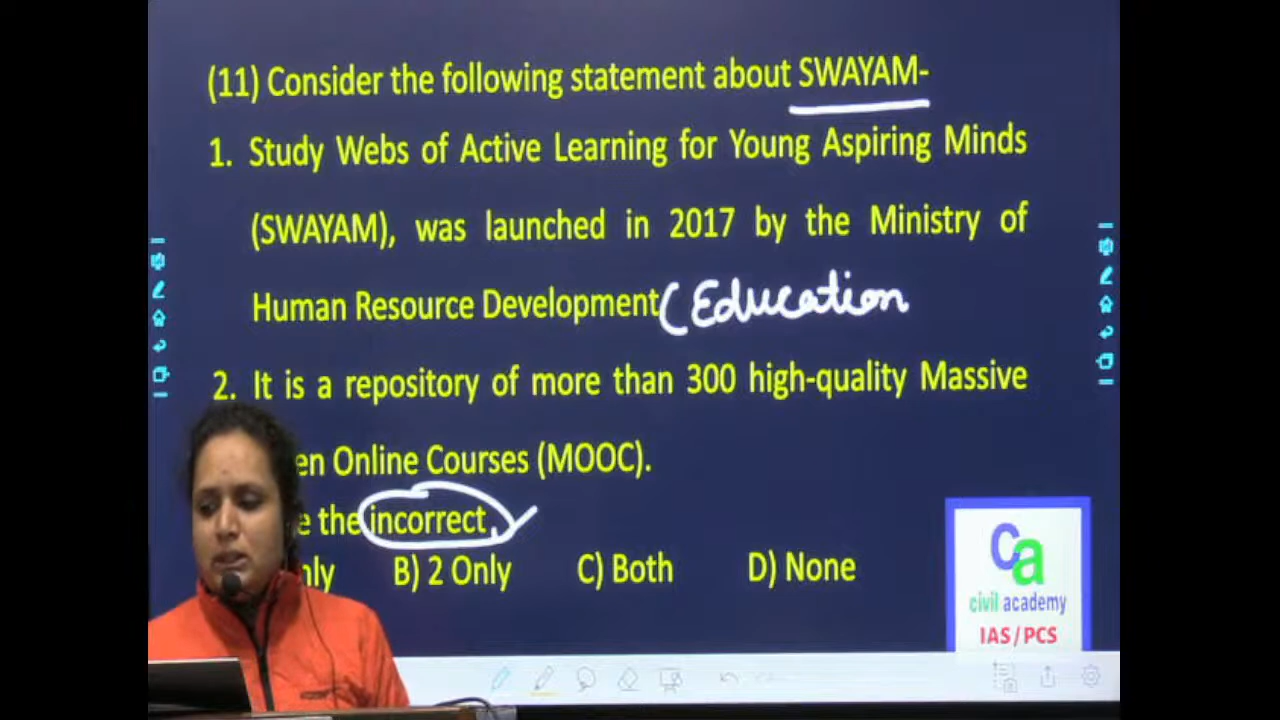 (11) Consider the following statement about SWAYAM-
1. Study Webs of Active Learning for Young Aspiring Minds
(SWAYAM), was launched in 2017 by the Ministry of
Human Resource Development (Education
2. It is a repository of more than 300 high-quality Massive
en Online Courses (MOOC).
e the incorrect.
nly B) 2 Only C) Both D) None
ca
civil academy
IAS/PCS